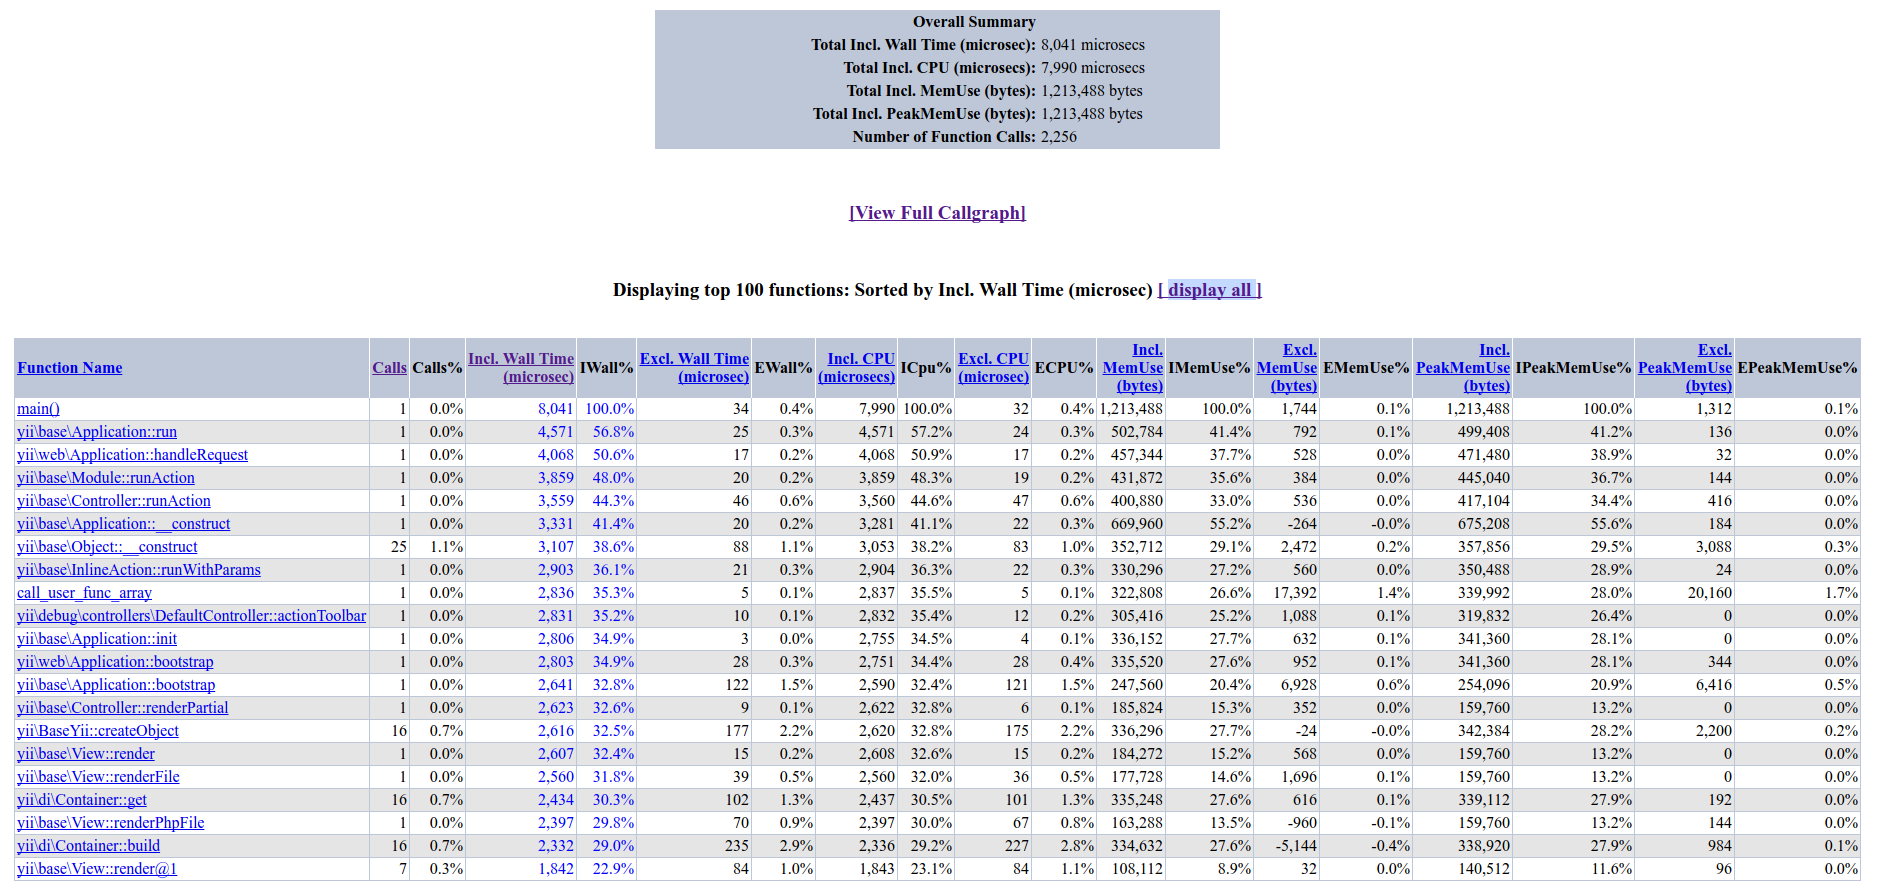 Overall Summary
Total Incl. Wall Time (microsec): 8,041 microsecs
Total Incl. CPU (microsecs): 7,990 microsecs
Total Incl. MemUse (bytes): 1,213,488 bytes
Total Incl. PeakMemUse (bytes): 1,213,488 bytes
Number of Function Calls: 2,256
[View Full Callgraph]
Displaying top 100 functions: Sorted by Incl. Wall Time (microsec) [ display all ]
Function Name Calls Calls% Incl. Wall Time (microsec) IWall% Excl. Wall Time (microsec) EWall% Incl. CPU (microsecs) ICpu% Excl. CPU (microsec) ECPU% Incl. MemUse (bytes) IMemUse% Excl. MemUse (bytes) EMemUse% Incl. PeakMemUse (bytes) IPeakMemUse% Excl. PeakMemUse (bytes) EPeakMemUse%
main() 1 0.0% 8,041 100.0% 34 0.4% 7,990 100.0% 32 0.4% 1,213,488 100.0% 1,744 0.1% 1,213,488 100.0% 1,312 0.1%
yii\base\Application::run 1 0.0% 4,571 56.8% 25 0.3% 4,571 57.2% 24 0.3% 502,784 41.4% 792 0.1% 499,408 41.2% 136 0.0%
yii\web\Application::handleRequest 1 0.0% 4,068 50.6% 17 0.2% 4,068 50.9% 17 0.2% 457,344 37.7% 528 0.0% 471,480 38.9% 32 0.0%
yii\base\Module::runAction 1 0.0% 3,859 48.0% 20 0.2% 3,859 48.3% 19 0.2% 431,872 35.6% 384 0.0% 445,040 36.7% 144 0.0%
yii\base\Controller::runAction 1 0.0% 3,559 44.3% 46 0.6% 3,560 44.6% 47 0.6% 400,880 33.0% 536 0.0% 417,104 34.4% 416 0.0%
yii\base\Application::__construct 1 0.0% 3,331 41.4% 20 0.2% 3,281 41.1% 22 0.3% 669,960 55.2% -264 -0.0% 675,208 55.6% 184 0.0%
yii\base\Object::__construct 25 1.1% 3,107 38.6% 88 1.1% 3,053 38.2% 83 1.0% 352,712 29.1% 2,472 0.2% 357,856 29.5% 3,088 0.3%
yii\base\InlineAction::runWithParams 1 0.0% 2,903 36.1% 21 0.3% 2,904 36.3% 22 0.3% 330,296 27.2% 560 0.0% 350,488 28.9% 24 0.0%
call_user_func_array 1 0.0% 2,836 35.3% 5 0.1% 2,837 35.5% 5 0.1% 322,808 26.6% 17,392 1.4% 339,992 28.0% 20,160 1.7%
yii\debug\controllers\DefaultController::actionToolbar 1 0.0% 2,831 35.2% 10 0.1% 2,832 35.4% 12 0.2% 305,416 25.2% 1,088 0.1% 319,832 26.4% 0 0.0%
yii\base\Application::init 1 0.0% 2,806 34.9% 3 0.0% 2,755 34.5% 4 0.1% 336,152 27.7% 632 0.1% 341,360 28.1% 0 0.0%
yii\web\Application::bootstrap 1 0.0% 2,803 34.9% 28 0.3% 2,751 34.4% 28 0.4% 335,520 27.6% 952 0.1% 341,360 28.1% 344 0.0%
yii\base\Application::bootstrap 1 0.0% 2,641 32.8% 122 1.5% 2,590 32.4% 121 1.5% 247,560 20.4% 6,928 0.6% 254,096 20.9% 6,416 0.5%
yii\base\Controller::renderPartial 1 0.0% 2,623 32.6% 9 0.1% 2,622 32.8% 6 0.1% 185,824 15.3% 352 0.0% 159,760 13.2% 0 0.0%
yii\BaseYii::createObject 16 0.7% 2,616 32.5% 177 2.2% 2,620 32.8% 175 2.2% 336,296 27.7% -24 -0.0% 342,384 28.2% 2,200 0.2%
yii\base\View::render 1 0.0% 2,607 32.4% 15 0.2% 2,608 32.6% 15 0.2% 184,272 15.2% 568 0.0% 159,760 13.2% 0 0.0%
yii\base\View::renderFile 1 0.0% 2,560 31.8% 39 0.5% 2,560 32.0% 36 0.5% 177,728 14.6% 1,696 0.1% 159,760 13.2% 0 0.0%
yii\di\Container::get 16 0.7% 2,434 30.3% 102 1.3% 2,437 30.5% 101 1.3% 335,248 27.6% 616 0.1% 339,112 27.9% 192 0.0%
yii\base\View::renderPhpFile 1 0.0% 2,397 29.8% 70 0.9% 2,397 30.0% 67 0.8% 163,288 13.5% -960 -0.1% 159,760 13.2% 144 0.0%
yii\di\Container::build 16 0.7% 2,332 29.0% 235 2.9% 2,336 29.2% 227 2.8% 334,632 27.6% -5,144 -0.4% 338,920 27.9% 984 0.1%
yii\base\View::render@1 7 0.3% 1,842 22.9% 84 1.0% 1,843 23.1% 84 1.1% 108,112 8.9% 32 0.0% 140,512 11.6% 96 0.0%